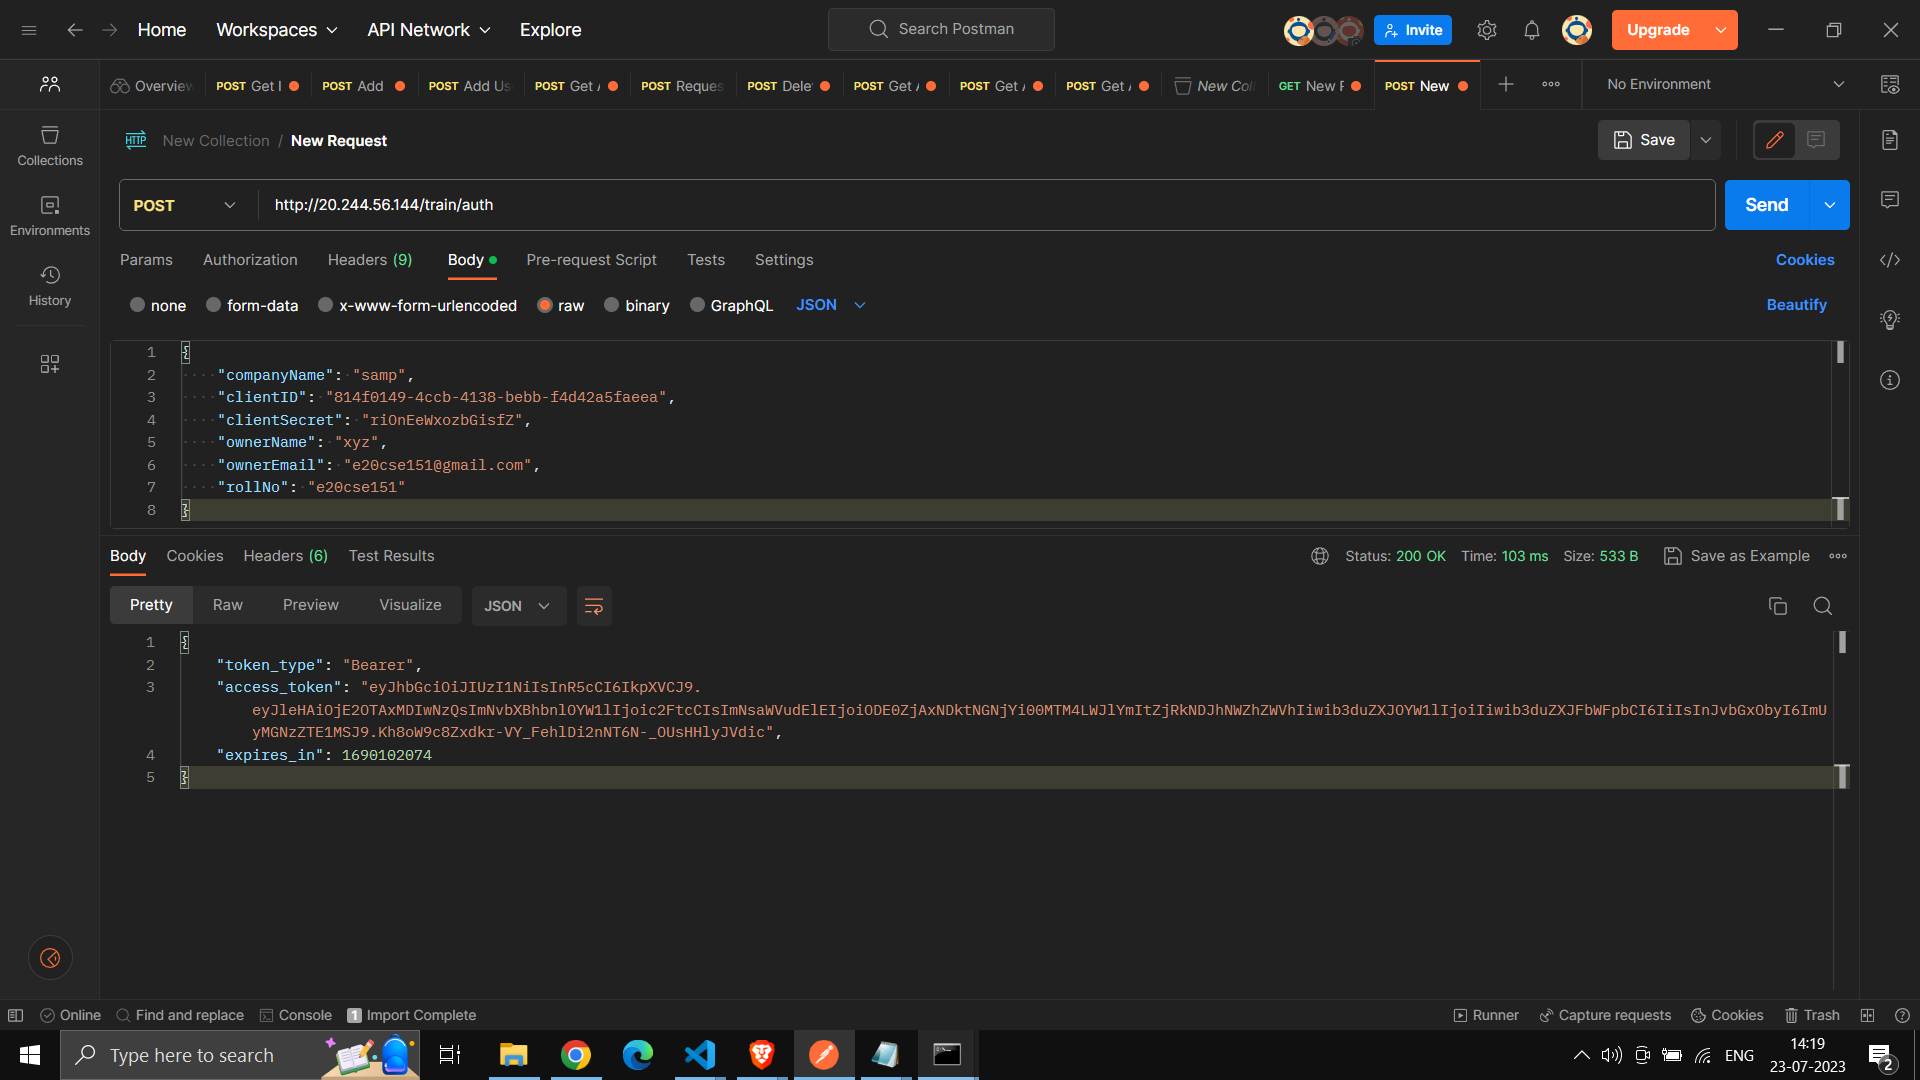 Home Workspaces API Network Explore Search Postman Invite Upgrade
Overview POST Get I POST Add POST Add Us POST Get A POST Reques POST Dele POST Get A POST Get A POST Get A New Coll GET New R POST New No Environment
HTTP New Collection / New Request Save
Collections
Environments
History
POST http://20.244.56.144/train/auth Send
Params Authorization Headers (9) Body Pre-request Script Tests Settings Cookies
none form-data x-www-form-urlencoded raw binary GraphQL JSON Beautify
1 {
2 "companyName": "samp",
3 "clientID": "814f0149-4ccb-4138-bebb-f4d42a5faeea",
4 "clientSecret": "riOnEeWxozbGisfZ",
5 "ownerName": "xyz",
6 "ownerEmail": "e20cse151@gmail.com",
7 "rollNo": "e20cse151"
8 }
Body Cookies Headers (6) Test Results Status: 200 OK Time: 103 ms Size: 533 B Save as Example
Pretty Raw Preview Visualize JSON
1 {
2 "token_type": "Bearer",
3 "access_token": "eyJhbGciOiJIUzI1NiIsInR5cCI6IkpXVCJ9.
eyJleHAiOjE2OTAxMDIwNzQsImNvbXBhbnlOYW1lIjoic2FtcCIsImNsaWVudElEIjoiODE0ZjAxNDktNGNjYi00MTM4LWJlYmItZjRkNDJhNWZhZWVhIiwib3duZXJOYW1lIjoiIiwib3duZXJFbWFpbCI6IiIsInJvbGxObyI6ImU
yMGNzZTE1MSJ9.Kh8oW9c8Zxdkr-VY_FehlDi2nNT6N-_OUsHHlyJVdic",
4 "expires_in": 1690102074
5 }
Online Find and replace Console 1 Import Complete Runner Capture requests Cookies Trash
Type here to search ENG 14:19
23-07-2023 2